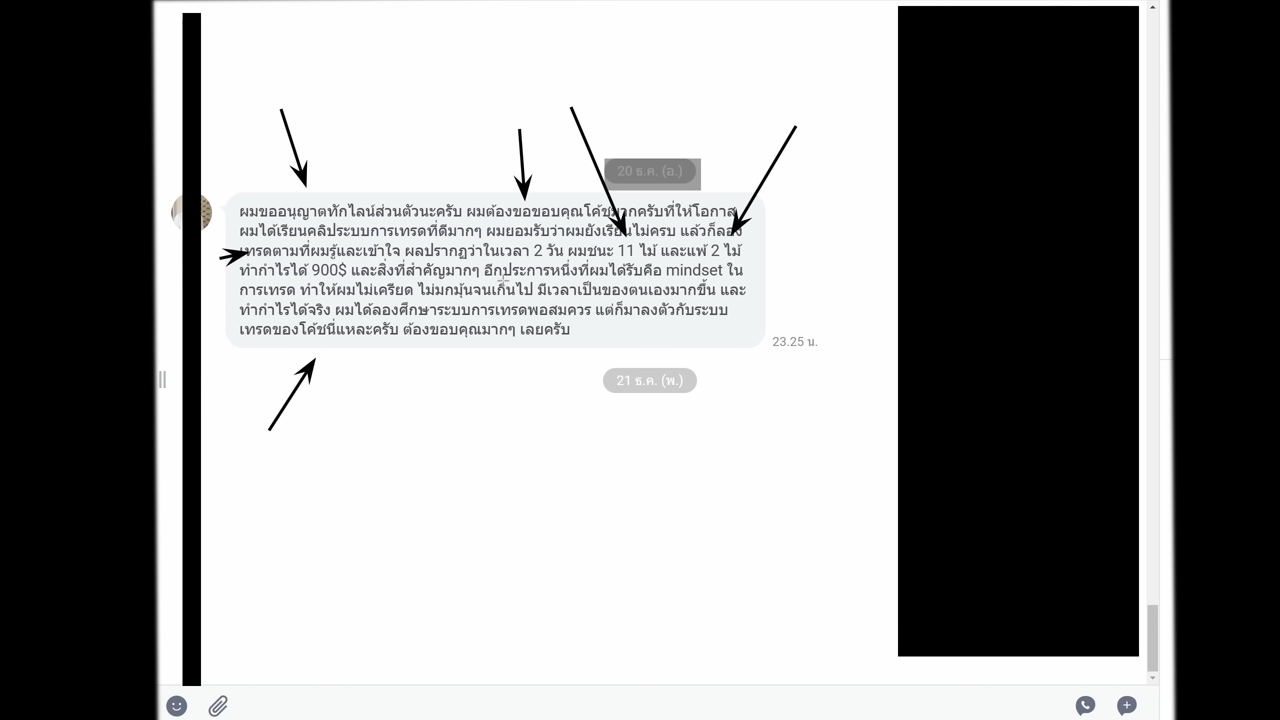 20 ธ.ค. (อ.)
ผมขออนุญาตทักไลน์ส่วนตัวนะครับ ผมต้องขอขอบคุณโค้ชมากครับที่ให้โอกาส
ผมได้เรียนคลิประบบการเทรดที่ดีมากๆ ผมยอมรับว่าผมยังเรียนไม่ครบ แล้วก็ลอง
เทรดตามที่ผมรู้และเข้าใจ ผลปรากฏว่าในเวลา 2 วัน ผมชนะ 11 ไม้ และแพ้ 2 ไม้
ทำกำไรได้ 900$ และสิ่งที่สำคัญมากๆ อีกประการหนึ่งที่ผมได้รับคือ mindset ใน
การเทรด ทำให้ผมไม่เครียด ไม่มกมุ้นจนเกิ้นไป มีเวลาเป็นของตนเองมากขึ้น และ
ทำกำไรได้จริง ผมได้ลองศึกษาระบบการเทรดพอสมควร แต่ก็มาลงตัวกับระบบ
เทรดของโค้ชนี่แหละครับ ต้องขอบคุณมากๆ เลยครับ
23.25 น.
21 ธ.ค. (พ.)